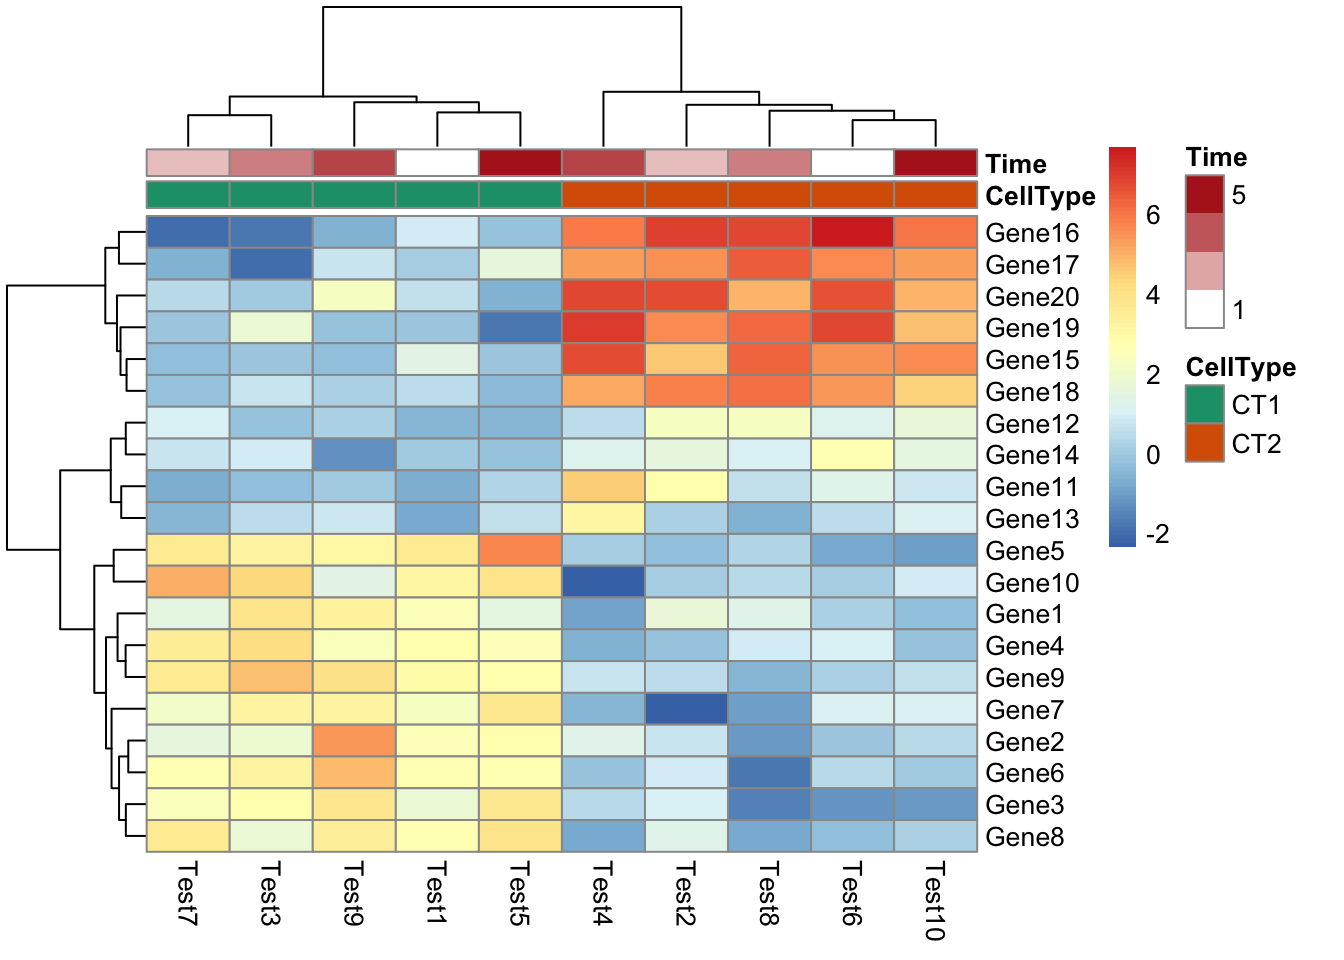 Time
CellType
Gene16
Gene17
Gene20
Gene19
Gene15
Gene18
Gene12
Gene14
Gene11
Gene13
Gene5
Gene10
Gene1
Gene4
Gene9
Gene7
Gene2
Gene6
Gene3
Gene8
Test7
Test3
Test9
Test1
Test5
Test4
Test2
Test8
Test6
Test10
6
4
2
0
-2
Time
5
1
CellType
CT1
CT2